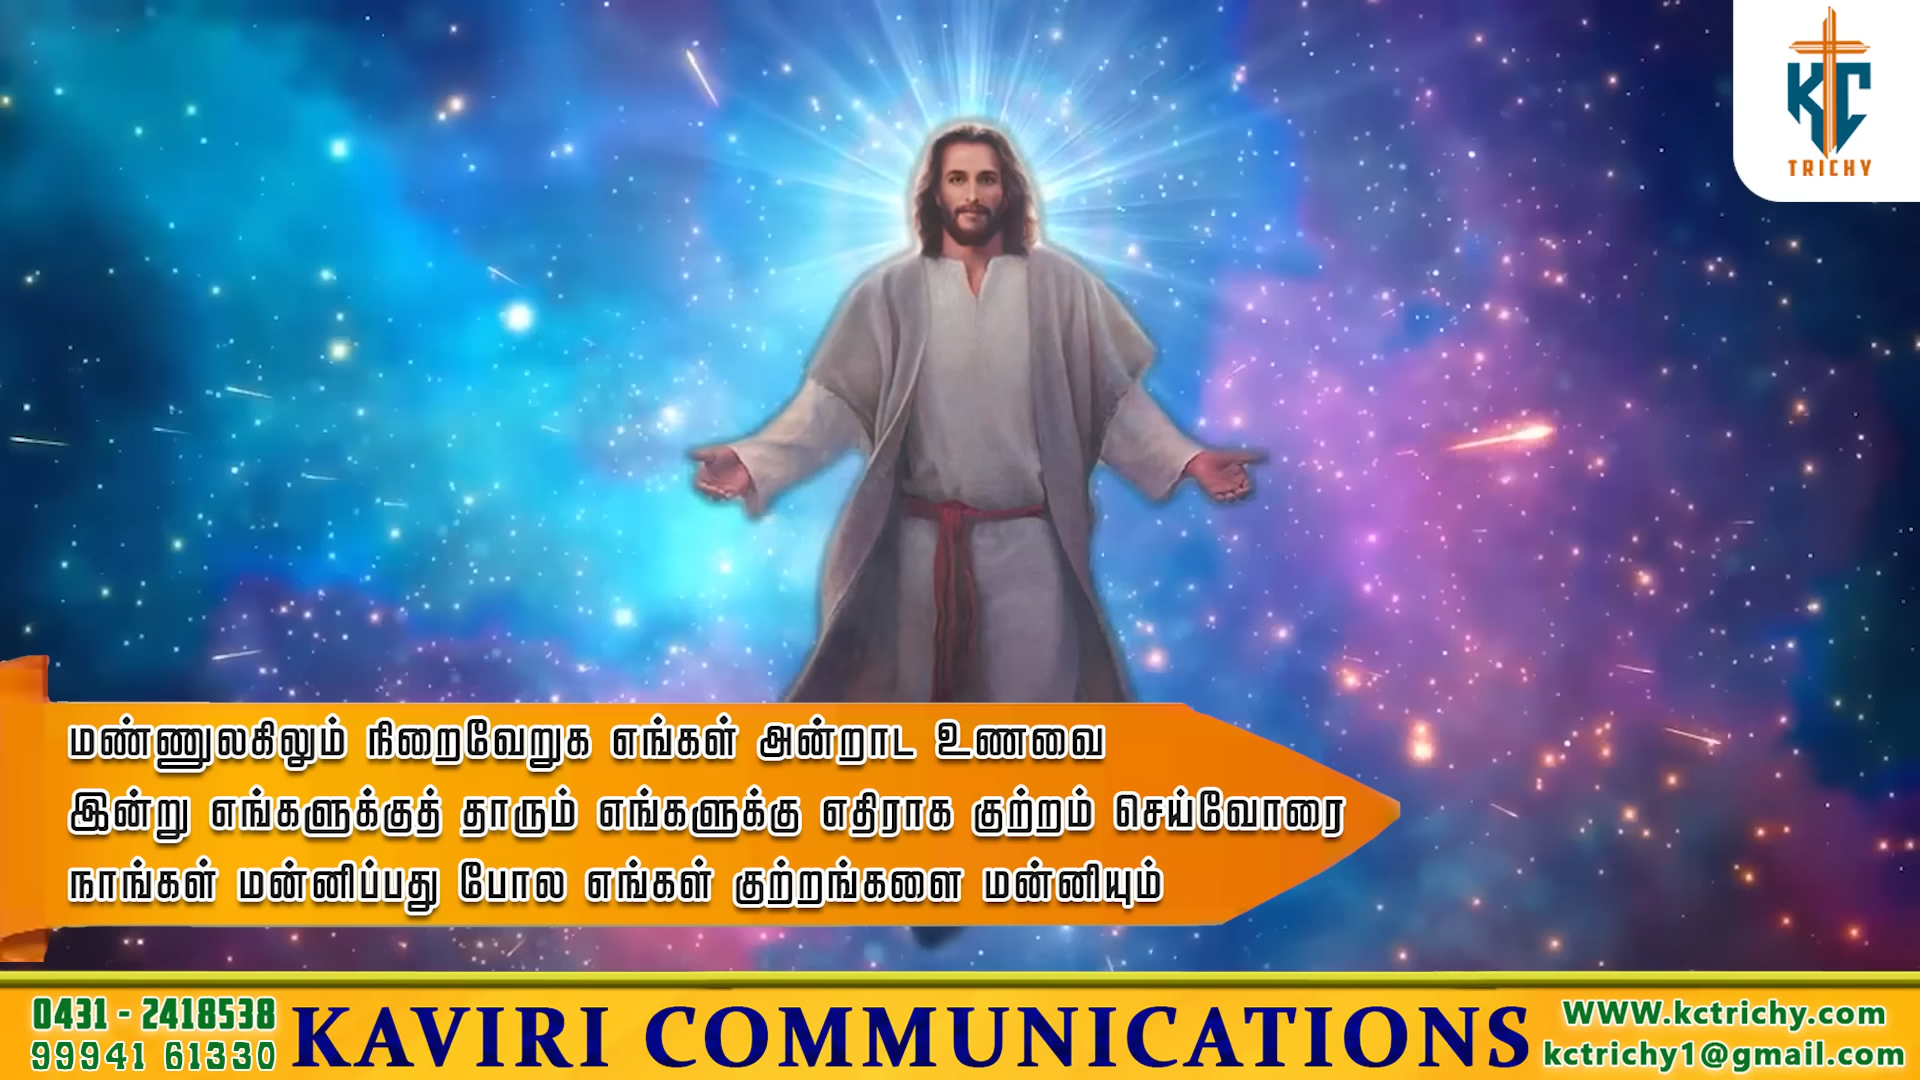 KC
TRICHY
மண்ணுலகிலும் நிறைவேறுக எங்கள் அன்றாட உணவை
இன்று எங்களுக்குத் தாரும் எங்களுக்கு எதிராக குற்றம் செய்வோரை
நாங்கள் மன்னிப்பது போல எங்கள் குற்றங்களை மன்னியும்
0431 - 2418538
99941 61330
KAVIRI COMMUNICATIONS
www.kctrichy.com
kctrichy1@gmail.com